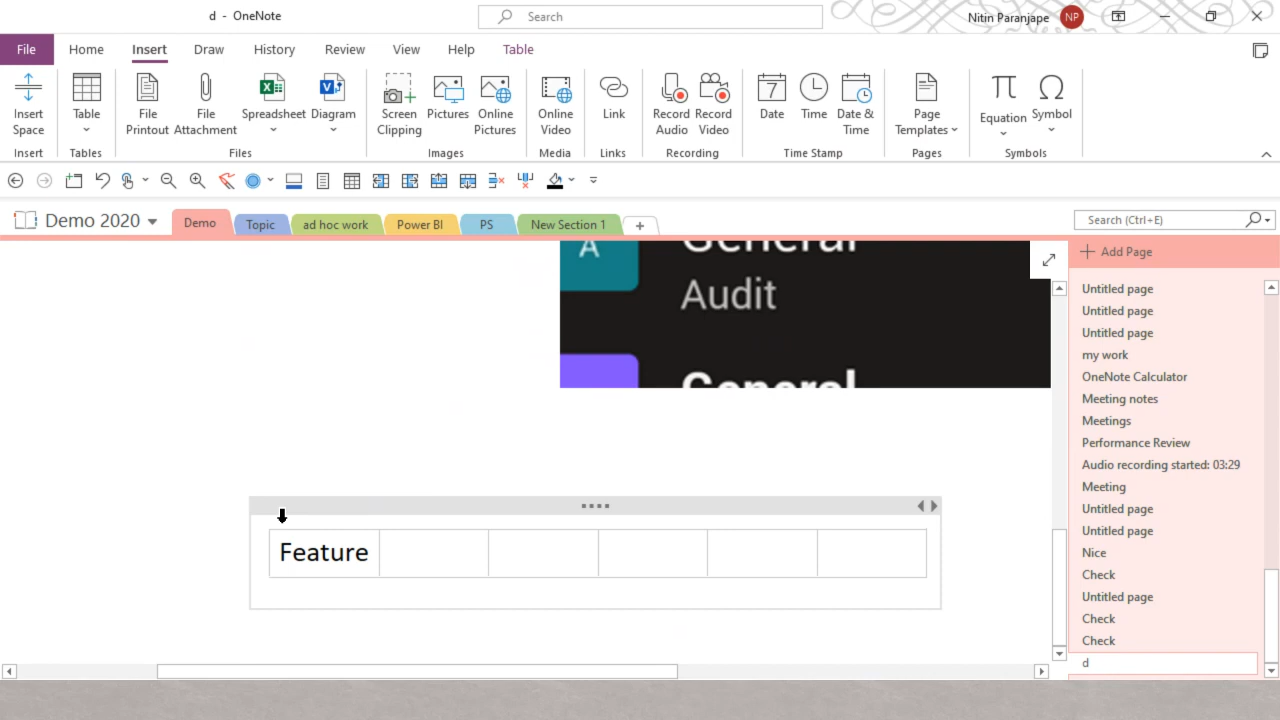 d - OneNote
Search
Nitin Paranjape
NP
File
Home
Insert
Draw
History
Review
View
Help
Table
Insert
Space
Table
File
Printout
File
Attachment
Spreadsheet
Diagram
Screen
Clipping
Pictures
Online
Pictures
Online
Video
Link
Record
Audio
Record
Video
7
Date
Time
Date &
Time
Page
Templates
π
Equation
Ω
Symbol
Insert
Tables
Files
Images
Media
Links
Recording
Time Stamp
Pages
Symbols
Demo 2020
Demo
Topic
ad hoc work
Power BI
PS
New Section 1
Search (Ctrl+E)
A
General
Audit
General
Feature
Add Page
Untitled page
Untitled page
Untitled page
my work
OneNote Calculator
Meeting notes
Meetings
Performance Review
Audio recording started: 03:29
Meeting
Untitled page
Untitled page
Nice
Check
Untitled page
Check
Check
d